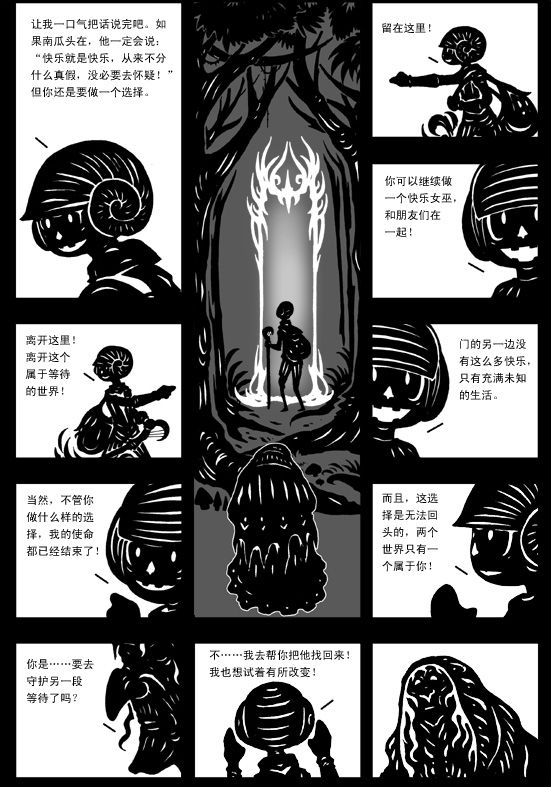 让我一口气把话说完吧。如
果南瓜头在，他一定会说：
“快乐就是快乐，从来不分
什么真假，没必要去怀疑！”
但你还是要做一个选择。
留在这里！
你可以继续做
一个快乐女巫，
和朋友们在
一起！
离开这里！
离开这个
属于等待
的世界！
门的另一边没
有这么多快乐，
只有充满未知
的生活。
当然，不管你
做什么样的选
择，我的使命
都已经结束了！
而且，这选
择是无法回
头的，两个
世界只有一
个属于你！
你是……要去
守护另一段
等待了吗？
不……我去帮你把他找回来！
我也想试着有所改变！